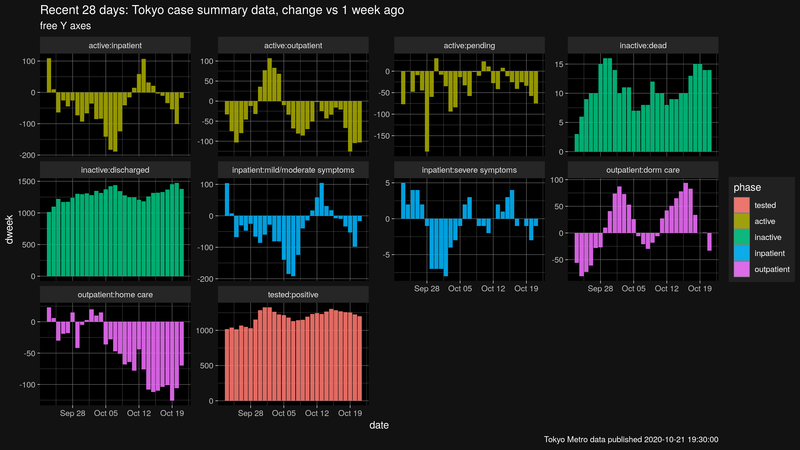 Recent 28 days: Tokyo case summary data, change vs 1 week ago
free Y axes
active:inpatient
active:outpatient
active:pending
inactive:dead
100
0
-100
-200
100
50
0
-50
-100
0
-50
-100
-150
15
10
5
0
inactive:discharged
inpatient:mild/moderate symptoms
inpatient:severe symptoms
outpatient:dorm care
1500
1000
500
0
100
0
-100
-200
5
0
-5
100
50
0
-50
Sep 28 Oct 05 Oct 12 Oct 19
Sep 28 Oct 05 Oct 12 Oct 19
outpatient:home care
tested:positive
0
-50
-100
1000
500
0
Sep 28 Oct 05 Oct 12 Oct 19
Sep 28 Oct 05 Oct 12 Oct 19
dweek
date
phase
tested
active
inactive
inpatient
outpatient
Tokyo Metro data published 2020-10-21 19:30:00